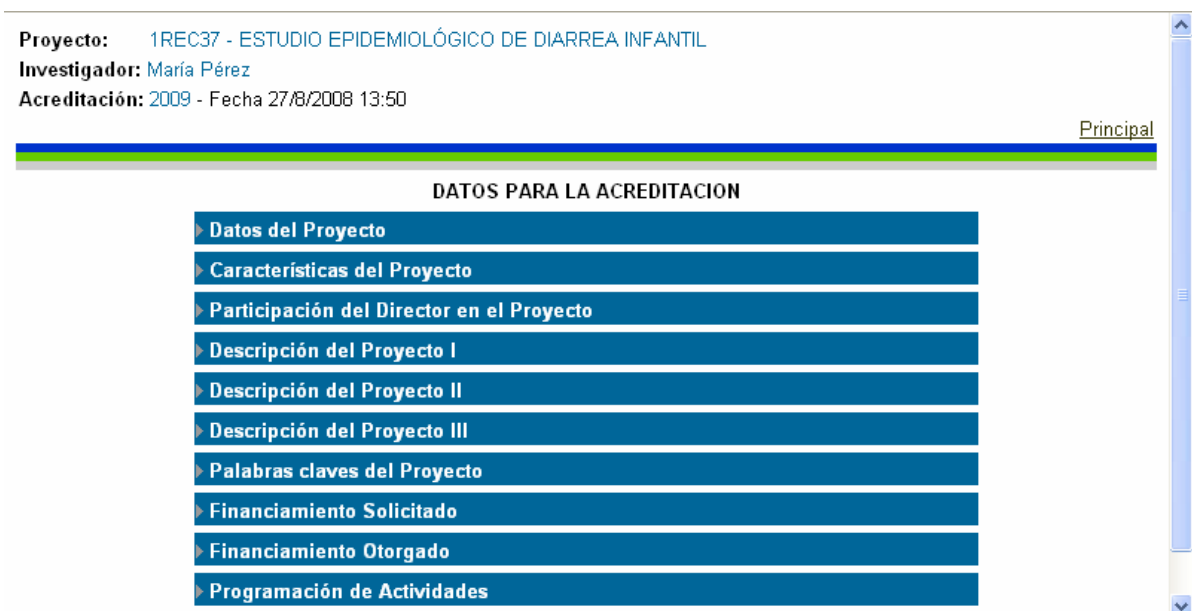 Proyecto: 1REC37 - ESTUDIO EPIDEMIOLÓGICO DE DIARREA INFANTIL
Investigador: María Pérez
Acreditación: 2009 - Fecha 27/8/2008 13:50
Principal
DATOS PARA LA ACREDITACION
Datos del Proyecto
Características del Proyecto
Participación del Director en el Proyecto
Descripción del Proyecto I
Descripción del Proyecto II
Descripción del Proyecto III
Palabras claves del Proyecto
Financiamiento Solicitado
Financiamiento Otorgado
Programación de Actividades